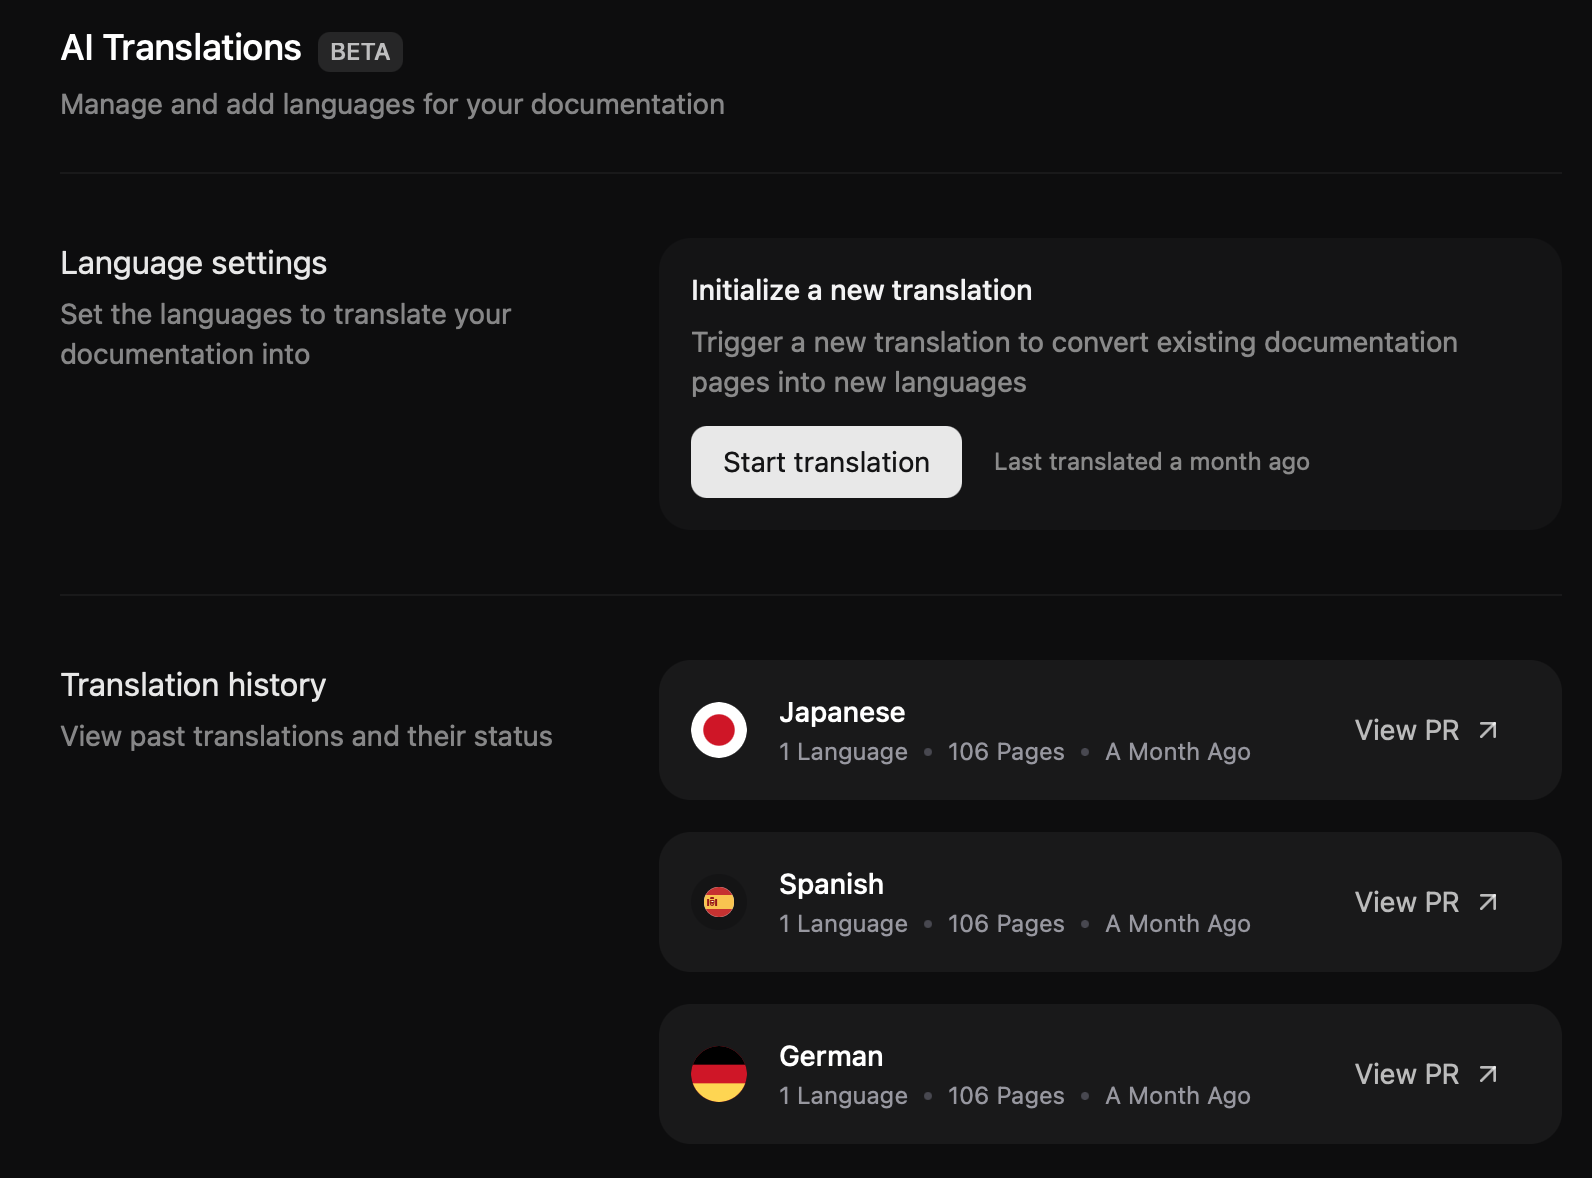 AI Translations BETA
Manage and add languages for your documentation
Language settings
Set the languages to translate your
documentation into
Initialize a new translation
Trigger a new translation to convert existing documentation
pages into new languages
Start translation
Last translated a month ago
Translation history
View past translations and their status
Japanese
1 Language • 106 Pages • A Month Ago
View PR
Spanish
1 Language • 106 Pages • A Month Ago
View PR
German
1 Language • 106 Pages • A Month Ago
View PR